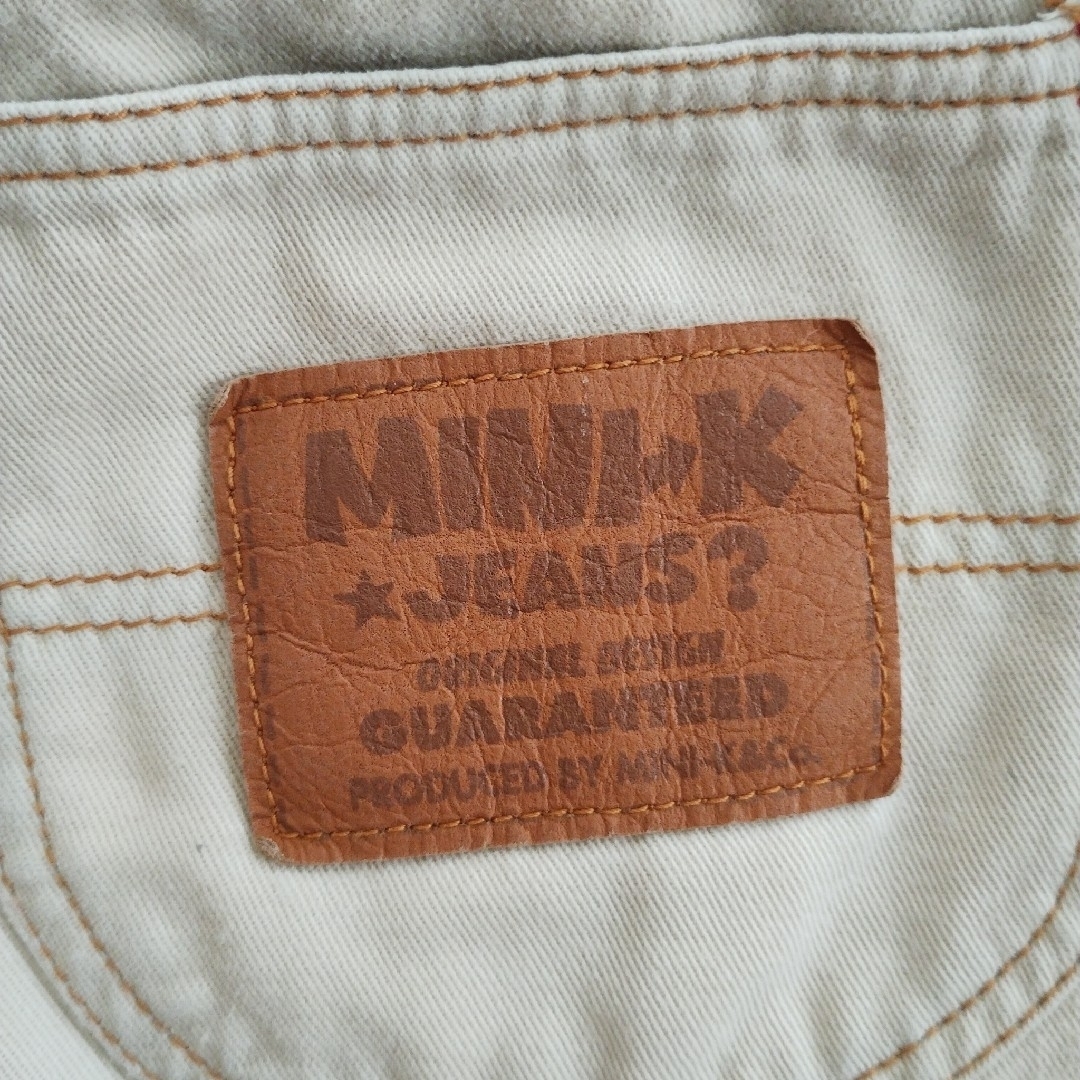 MINI-K
★JEANS?
ORIGINAL DESIGN
GUARANTEED
PRODUCED BY MINI-K&Co.